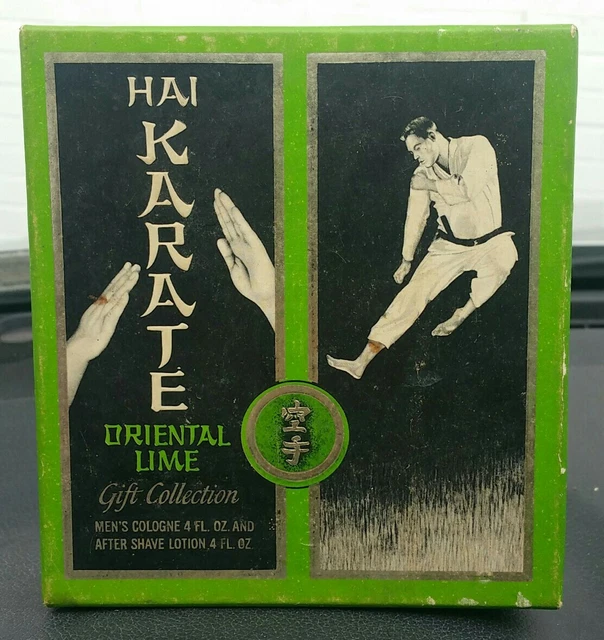 HAI
KARATE
ORIENTAL
LIME
Gift Collection
MEN'S COLOGNE 4 FL. OZ. AND
AFTER SHAVE LOTION 4 FL. OZ
空
手